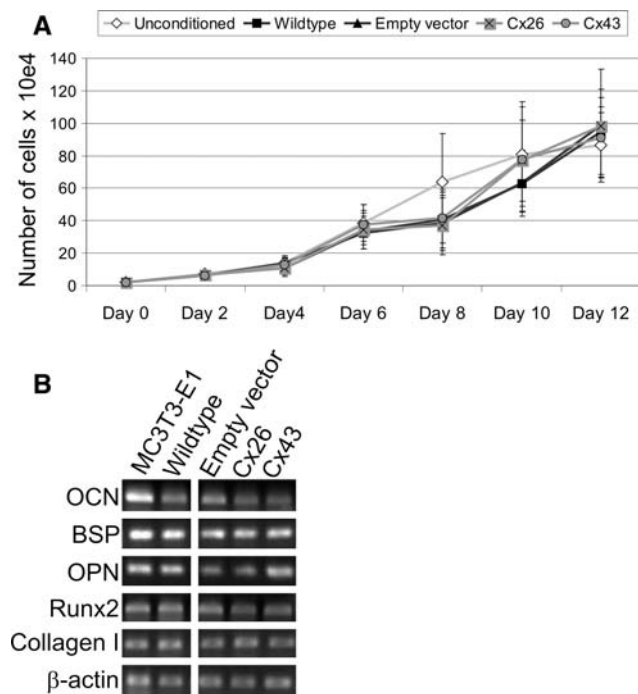 A
Unconditioned Wildtype Empty vector Cx26 Cx43
Number of cells x 10e4
140
120
100
80
60
40
20
0
Day 0 Day 2 Day4 Day 6 Day 8 Day 10 Day 12
B
MC3T3-E1 Wildtype Empty vector Cx26 Cx43
OCN
BSP
OPN
Runx2
Collagen I
β-actin